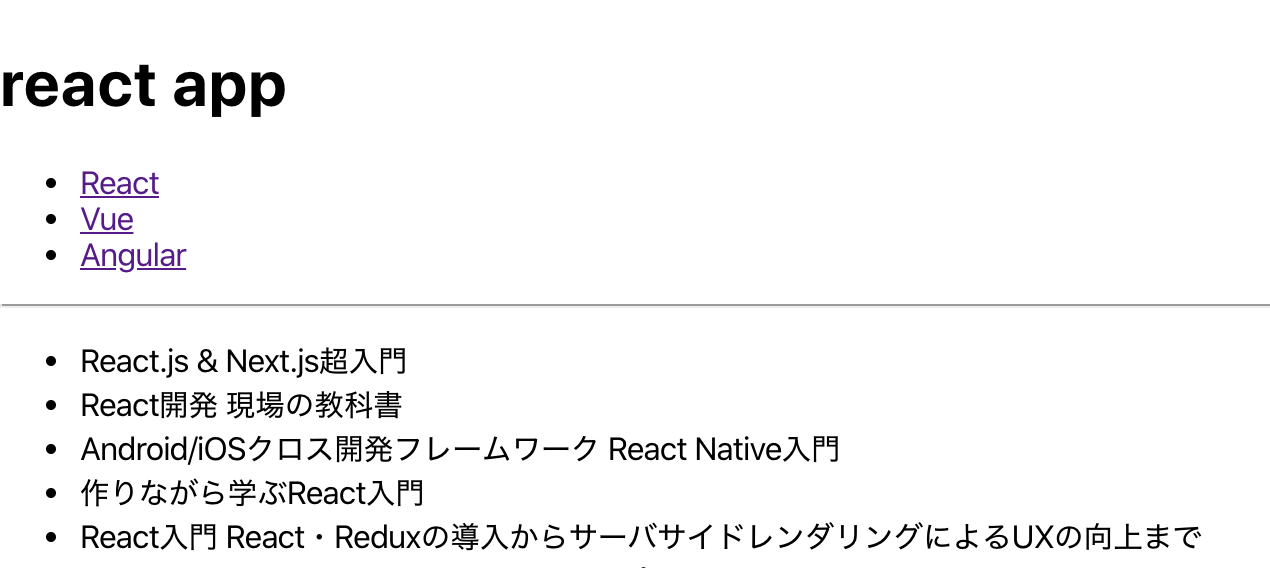 react app
React
Vue
Angular
React.js & Next.js超入門
React開発 現場の教科書
Android/iOSクロス開発フレームワーク React Native入門
作りながら学ぶReact入門
React入門 React・Reduxの導入からサーバサイドレンダリングによるUXの向上まで